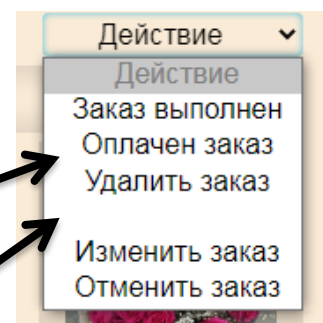 Действие
Действие
Заказ выполнен
Оплачен заказ
Удалить заказ
Изменить заказ
Отменить заказ